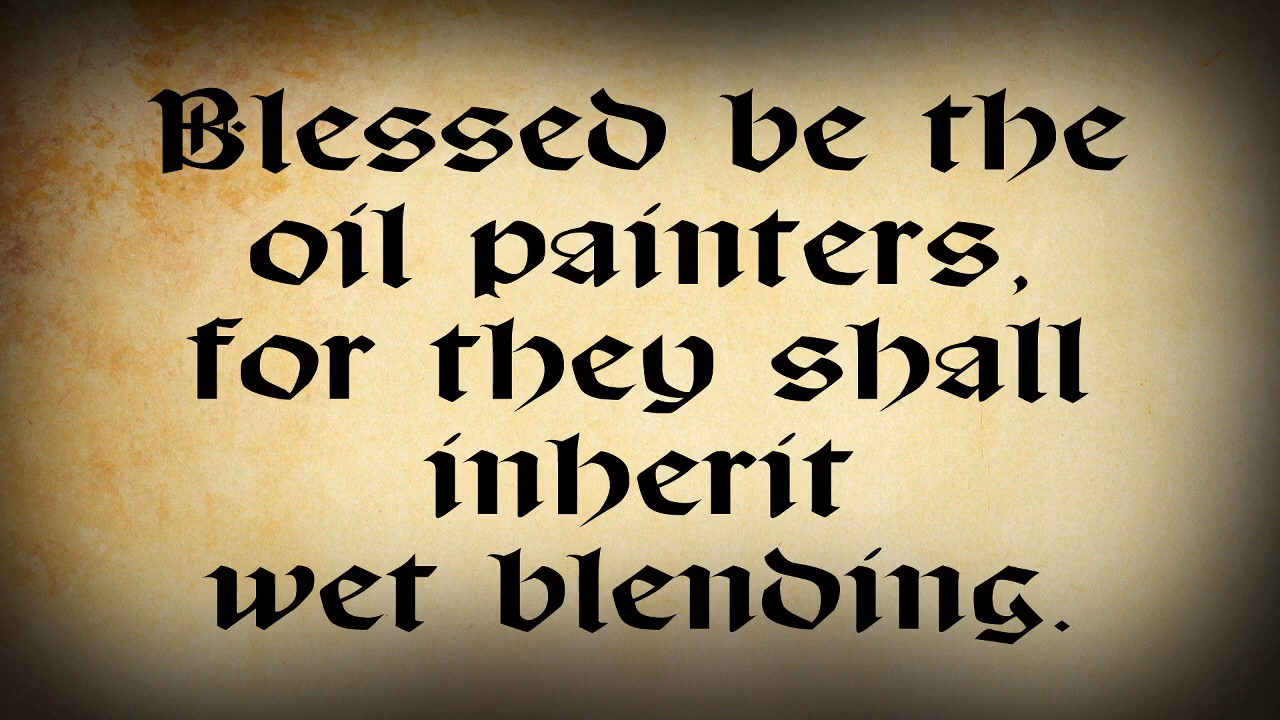 Blessed be the
oil painters,
for they shall
inherit
wet blending.